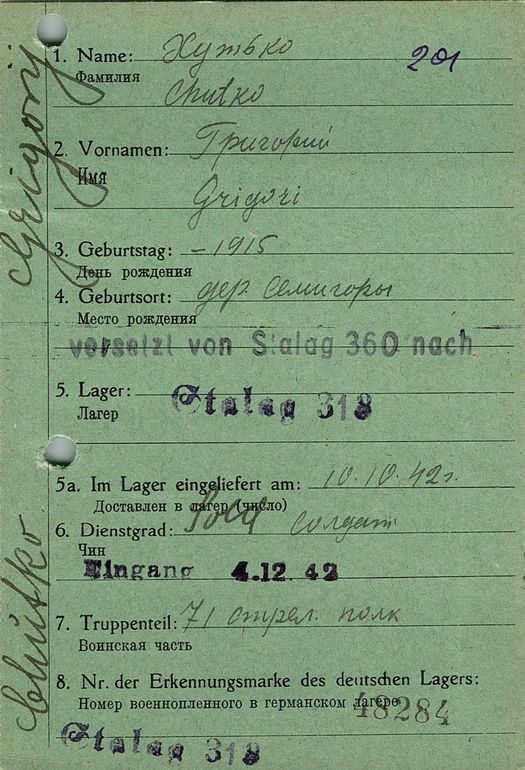 1. Name: Хутько
201
Фамилия
Chutko
2. Vornamen: Григорий
Имя
Grigori
3. Geburtstag: – 1915
День рождения
4. Geburtsort: дер. Семигоры
Место рождения
versetzt von Stalag 360 nach
5. Lager: Stalag 318
Лагер
5a. Im Lager eingeliefert am: 10.10.42г.
Доставлен в лагер (число)
6. Dienstgrad: Sold Солдат
Чин
Eingang 4.12.42
7. Truppenteil: 71 стрел. полк
Воинская часть
8. Nr. der Erkennungsmarke des deutschen Lagers:
Номер военнопленного в германском лагере
48284
Stalag 318
Chutko Grigorij